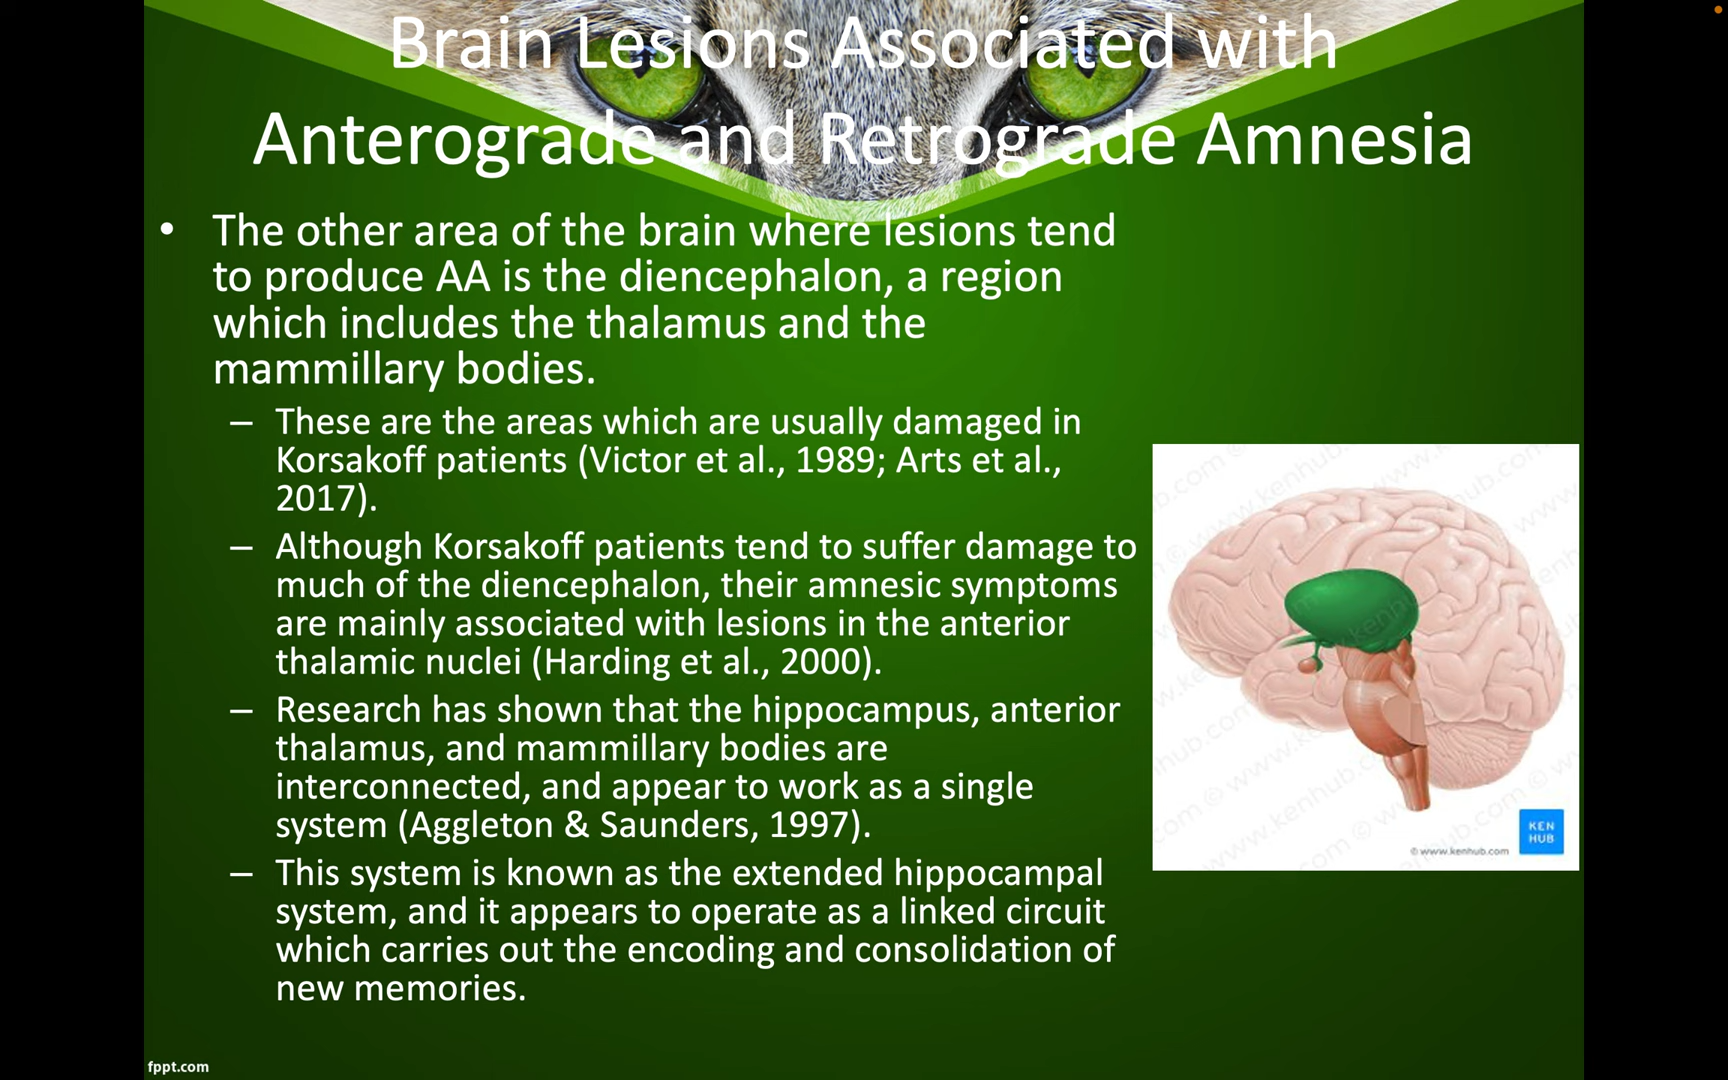 Brain Lesions Associated with
Anterograde and Retrograde Amnesia
• The other area of the brain where lesions tend
to produce AA is the diencephalon, a region
which includes the thalamus and the
mammillary bodies.
– These are the areas which are usually damaged in
Korsakoff patients (Victor et al., 1989; Arts et al.,
2017).
– Although Korsakoff patients tend to suffer damage to
much of the diencephalon, their amnesic symptoms
are mainly associated with lesions in the anterior
thalamic nuclei (Harding et al., 2000).
– Research has shown that the hippocampus, anterior
thalamus, and mammillary bodies are
interconnected, and appear to work as a single
system (Aggleton & Saunders, 1997).
– This system is known as the extended hippocampal
system, and it appears to operate as a linked circuit
which carries out the encoding and consolidation of
new memories.
KEN
HUB
© www.kenhub.com
fppt.com